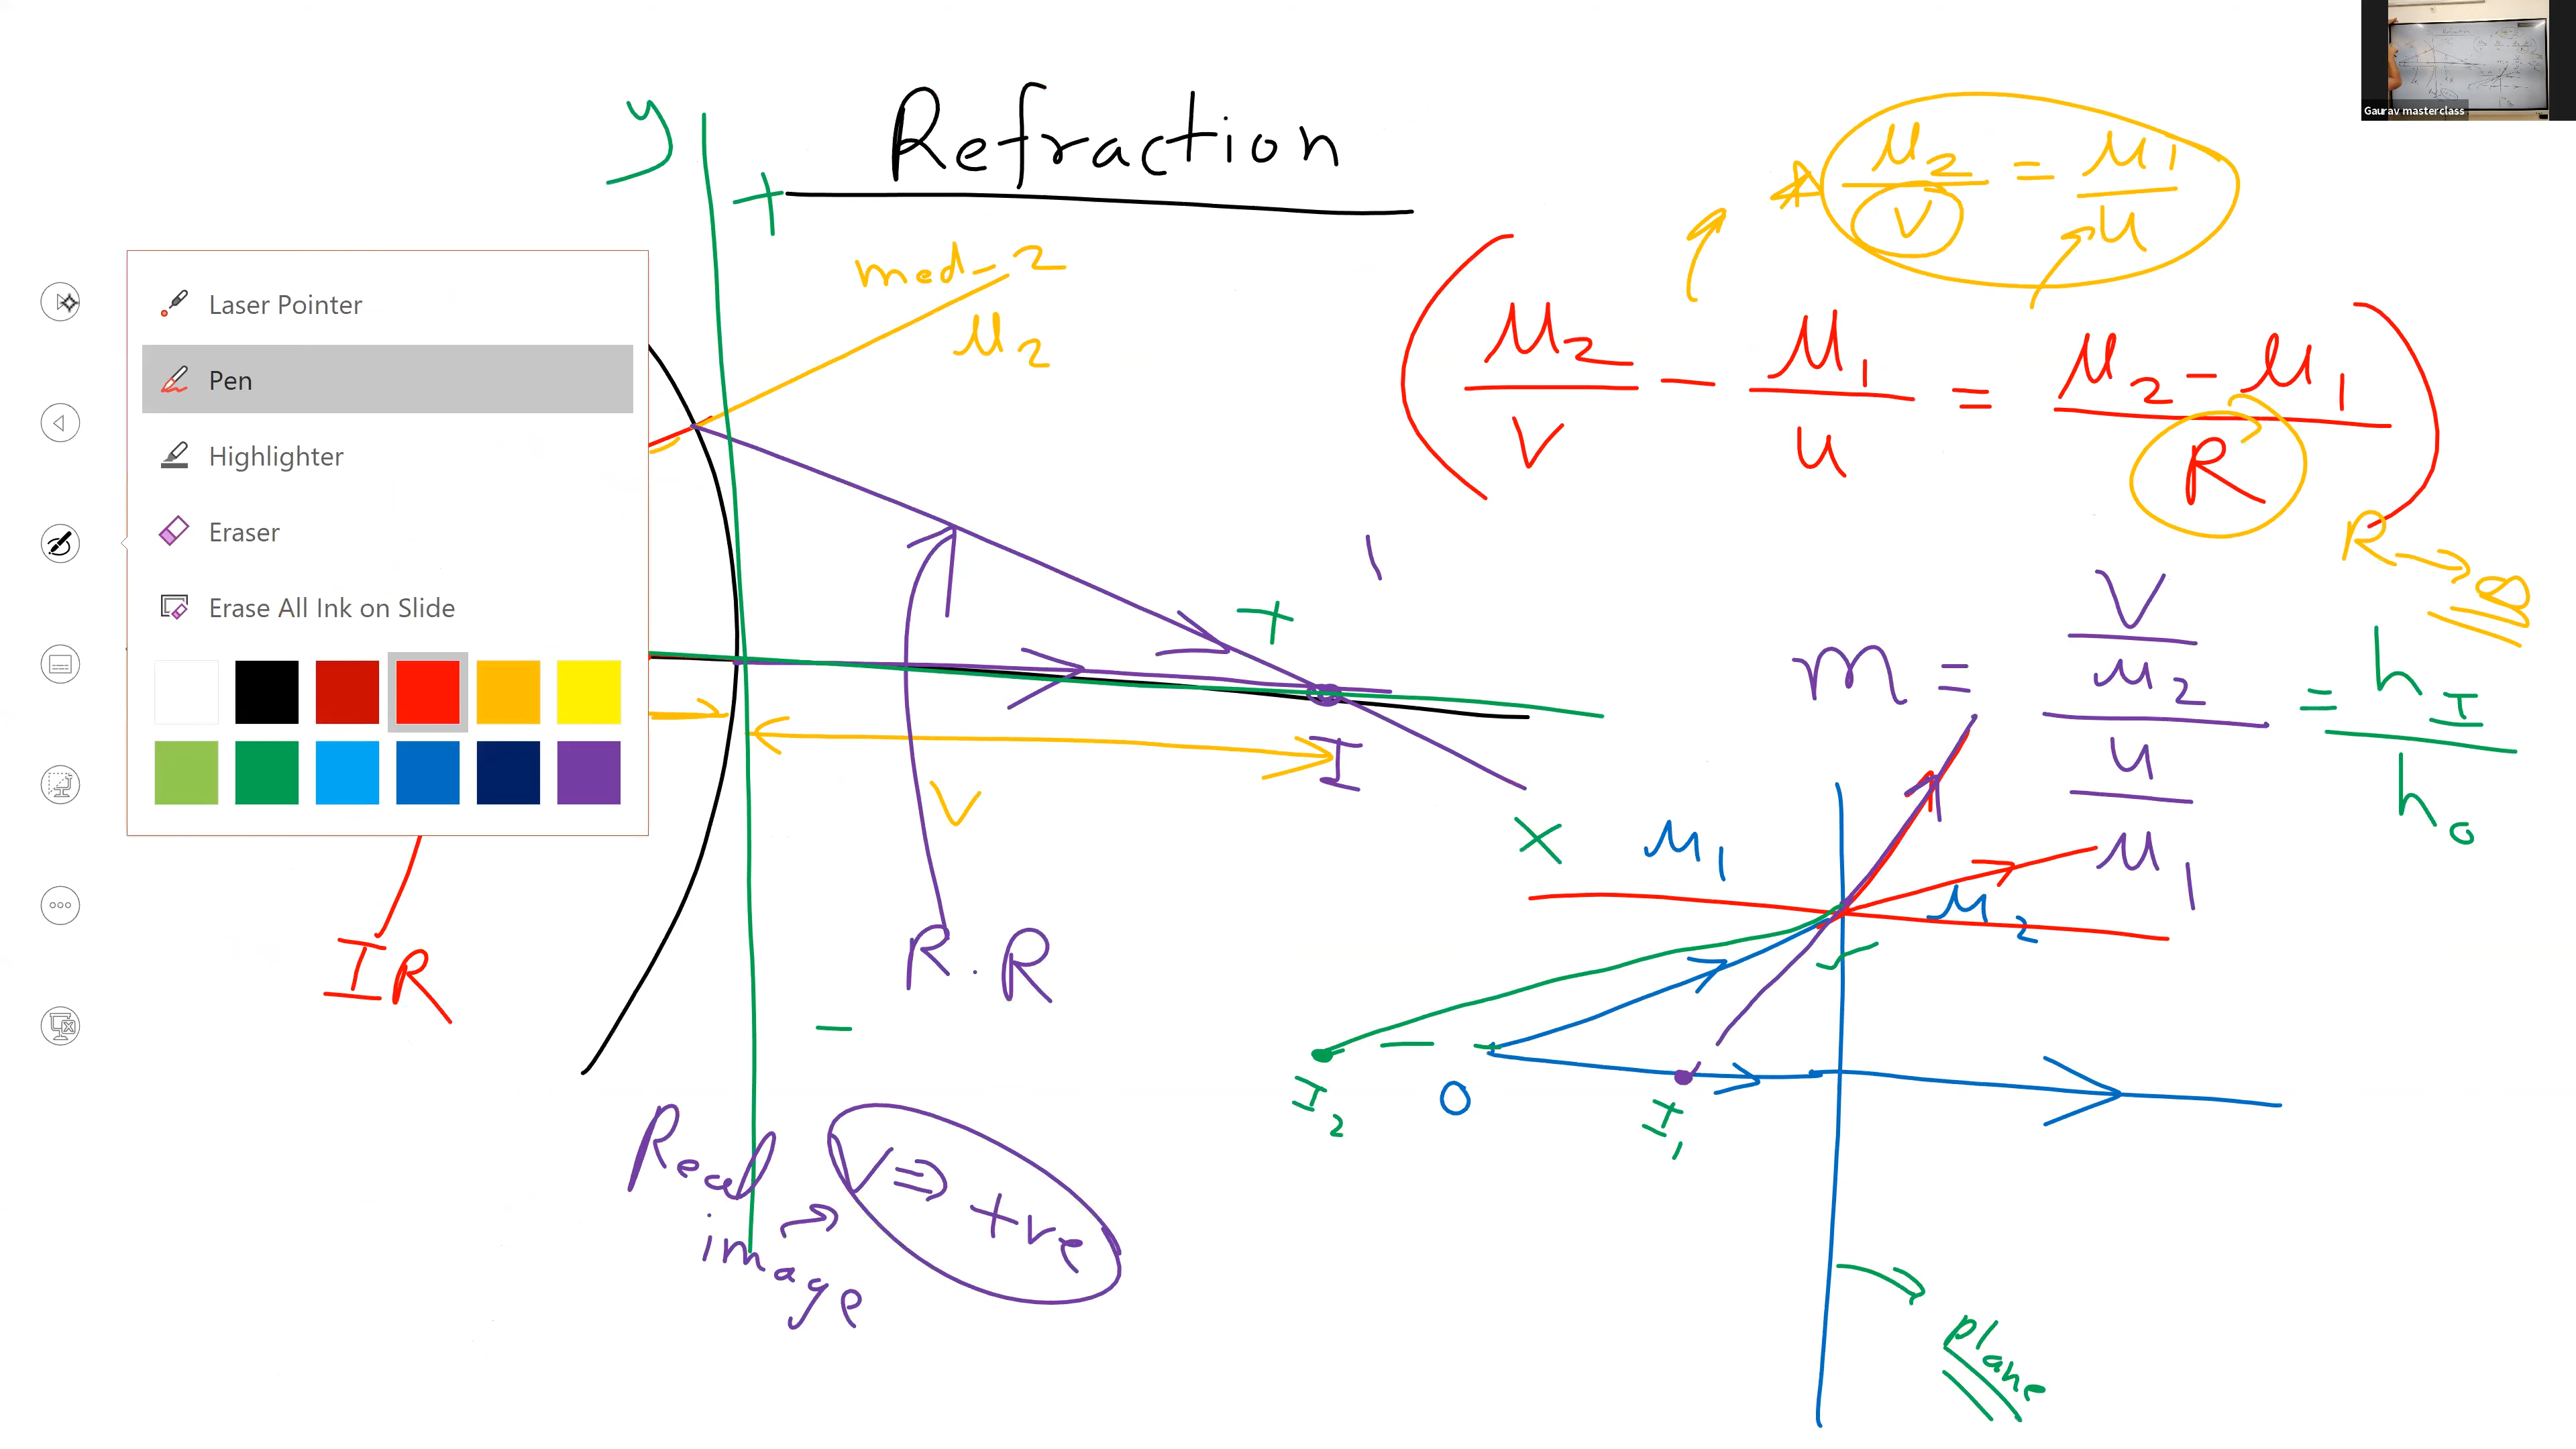 Gaurav masterclass
Refraction
y
+
med-2
μ2
μ2/V = μ1/u
μ2/V - μ1/u = (μ2 - μ1)/R
R → ∞
Laser Pointer
Pen
Highlighter
Eraser
Erase All Ink on Slide
+
I
V
X
IR
R.R
-
m = (V/μ2)/(u/μ1) = hI/ho
μ1
μ2
I2
O
I1
Real
image
V ⇒ +ve
plane